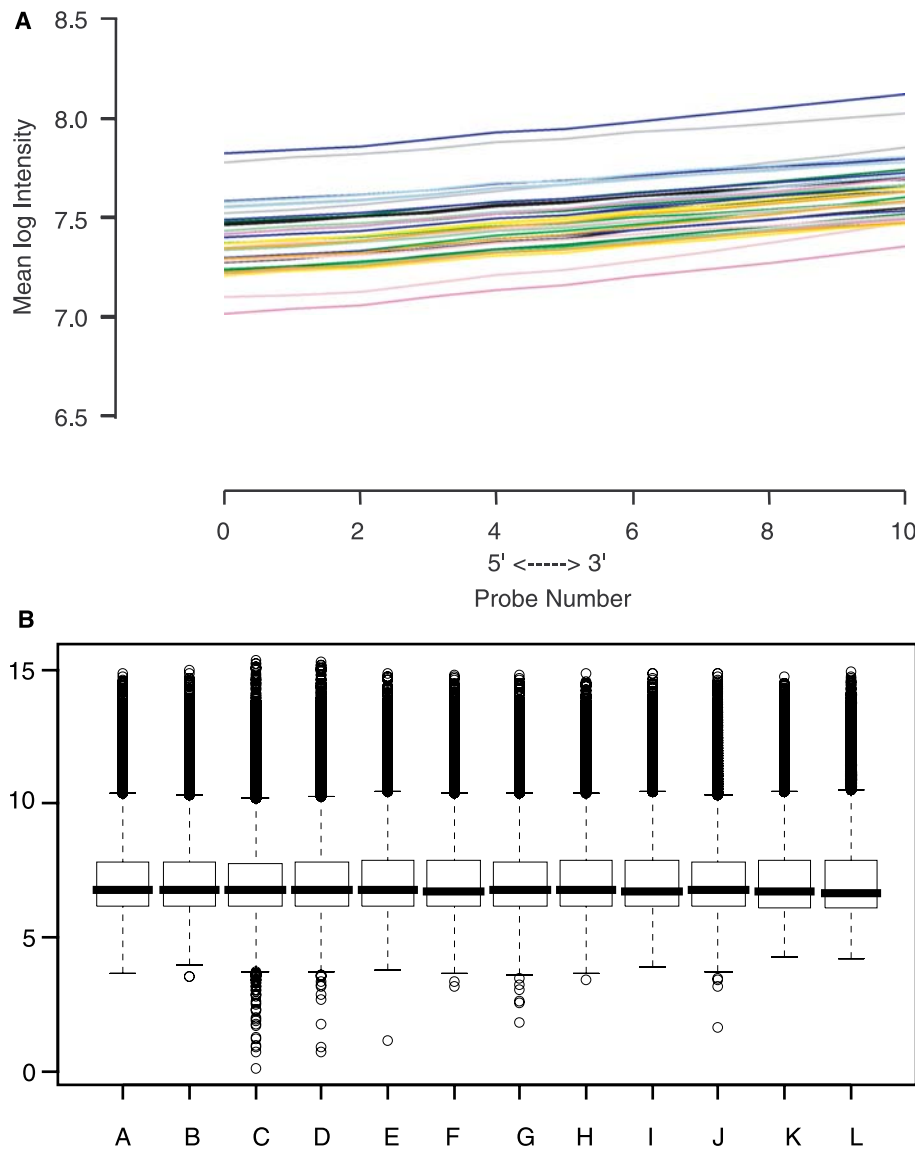 A
8.5
8.0
7.5
7.0
6.5
Mean log Intensity
0 2 4 6 8 10
5' <-----> 3'
Probe Number
B
15
10
5
0
A B C D E F G H I J K L